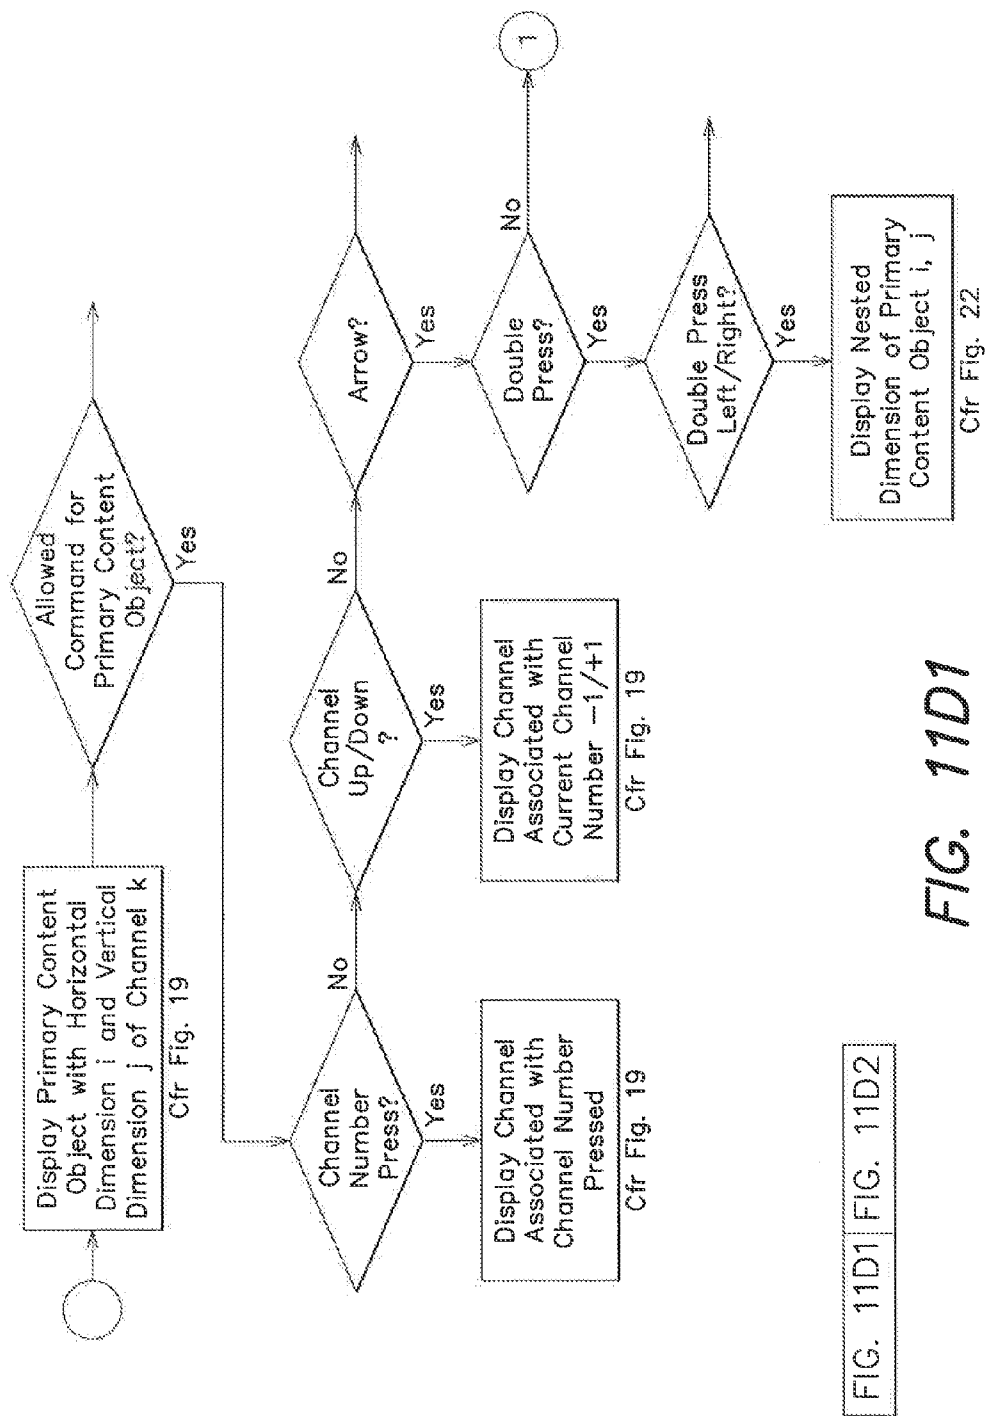 Display Primary Content
Object with Horizontal
Dimension i and Vertical
Dimension j of Channel k
Cfr Fig. 19
Allowed
Command for
Primary Content
Object?
Yes
Channel
Number
Press?
No
Yes
Display Channel
Associated with
Channel Number
Pressed
Cfr Fig. 19
Channel
Up/Down
?
No
Yes
Display Channel
Associated with
Current Channel
Number -1/+1
Cfr Fig. 19
Arrow?
Yes
Double
Press?
No
1
Yes
Double Press
Left/Right?
Yes
Display Nested
Dimension of Primary
Content Object i, j
Cfr Fig. 22
FIG. 11D1 FIG. 11D2
FIG. 11D1